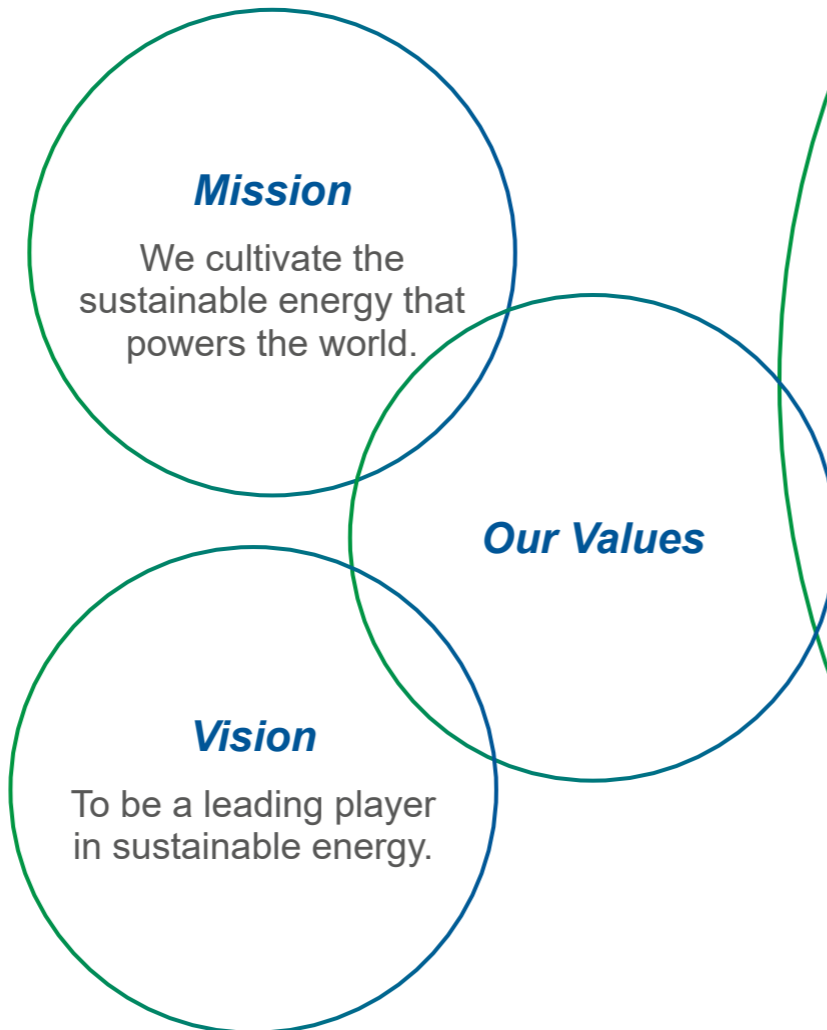 Mission
We cultivate the
sustainable energy that
powers the world.
Our Values
Vision
To be a leading player
in sustainable energy.